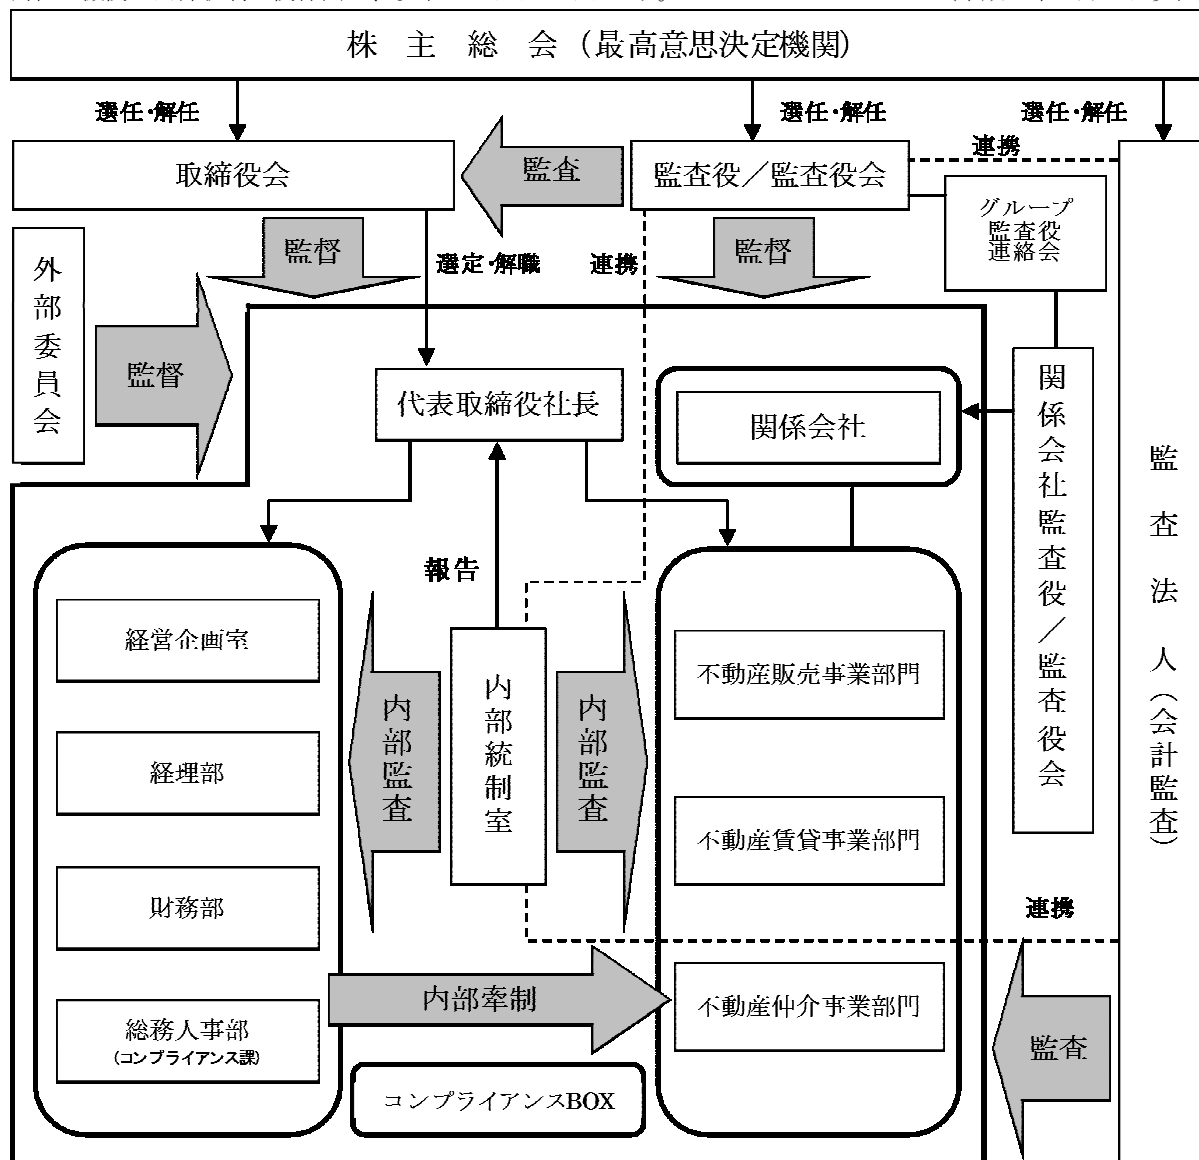 株主総会（最高意思決定機関）
選任・解任
選任・解任
選任・解任
連携
取締役会
監査
監査役／監査役会
グループ
監査役
連絡会
監督
選定・解職
連携
監督
外部委員会
監督
代表取締役社長
関係会社
関係会社監査役／監査役会
監査法人（会計監査）
報告
経営企画室
経理部
財務部
総務人事部
（コンプライアンス課）
内部監査
内部統制室
内部監査
不動産販売事業部門
不動産賃貸事業部門
不動産仲介事業部門
連携
内部牽制
監査
コンプライアンスBOX